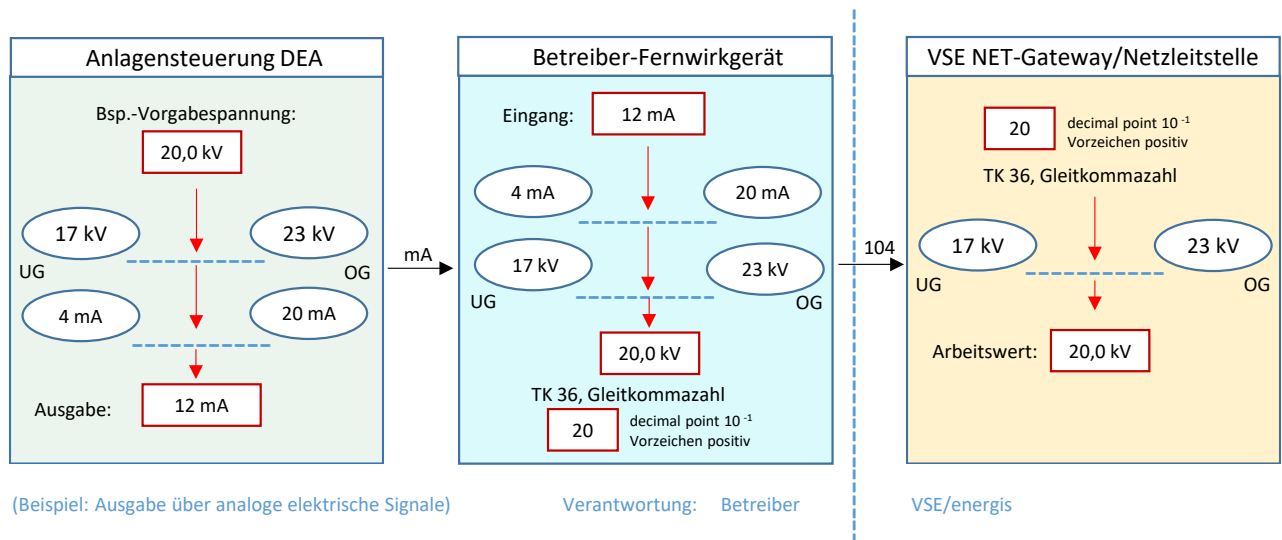 Anlagensteuerung DEA
Bsp.-Vorgabespannung:
20,0 kV
17 kV
23 kV
UG
OG
4 mA
20 mA
Ausgabe:
12 mA
mA
Betreiber-Fernwirkgerät
Eingang:
12 mA
4 mA
20 mA
17 kV
23 kV
UG
OG
20,0 kV
TK 36, Gleitkommazahl
20
decimal point 10 -1
Vorzeichen positiv
104
VSE NET-Gateway/Netzleitstelle
20
decimal point 10 -1
Vorzeichen positiv
TK 36, Gleitkommazahl
17 kV
23 kV
UG
OG
Arbeitswert:
20,0 kV
(Beispiel: Ausgabe über analoge elektrische Signale)
Verantwortung: Betreiber
VSE/energis